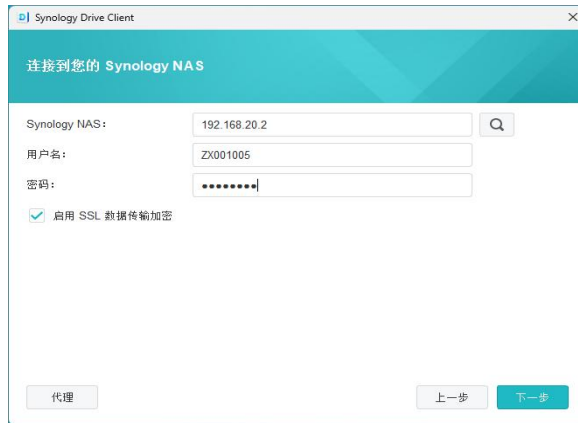 Synology Drive Client
连接到您的 Synology NAS
Synology NAS： 192.168.20.2
用户名： ZX001005
密码： ••••••••
启用 SSL 数据传输加密
代理 上一步 下一步